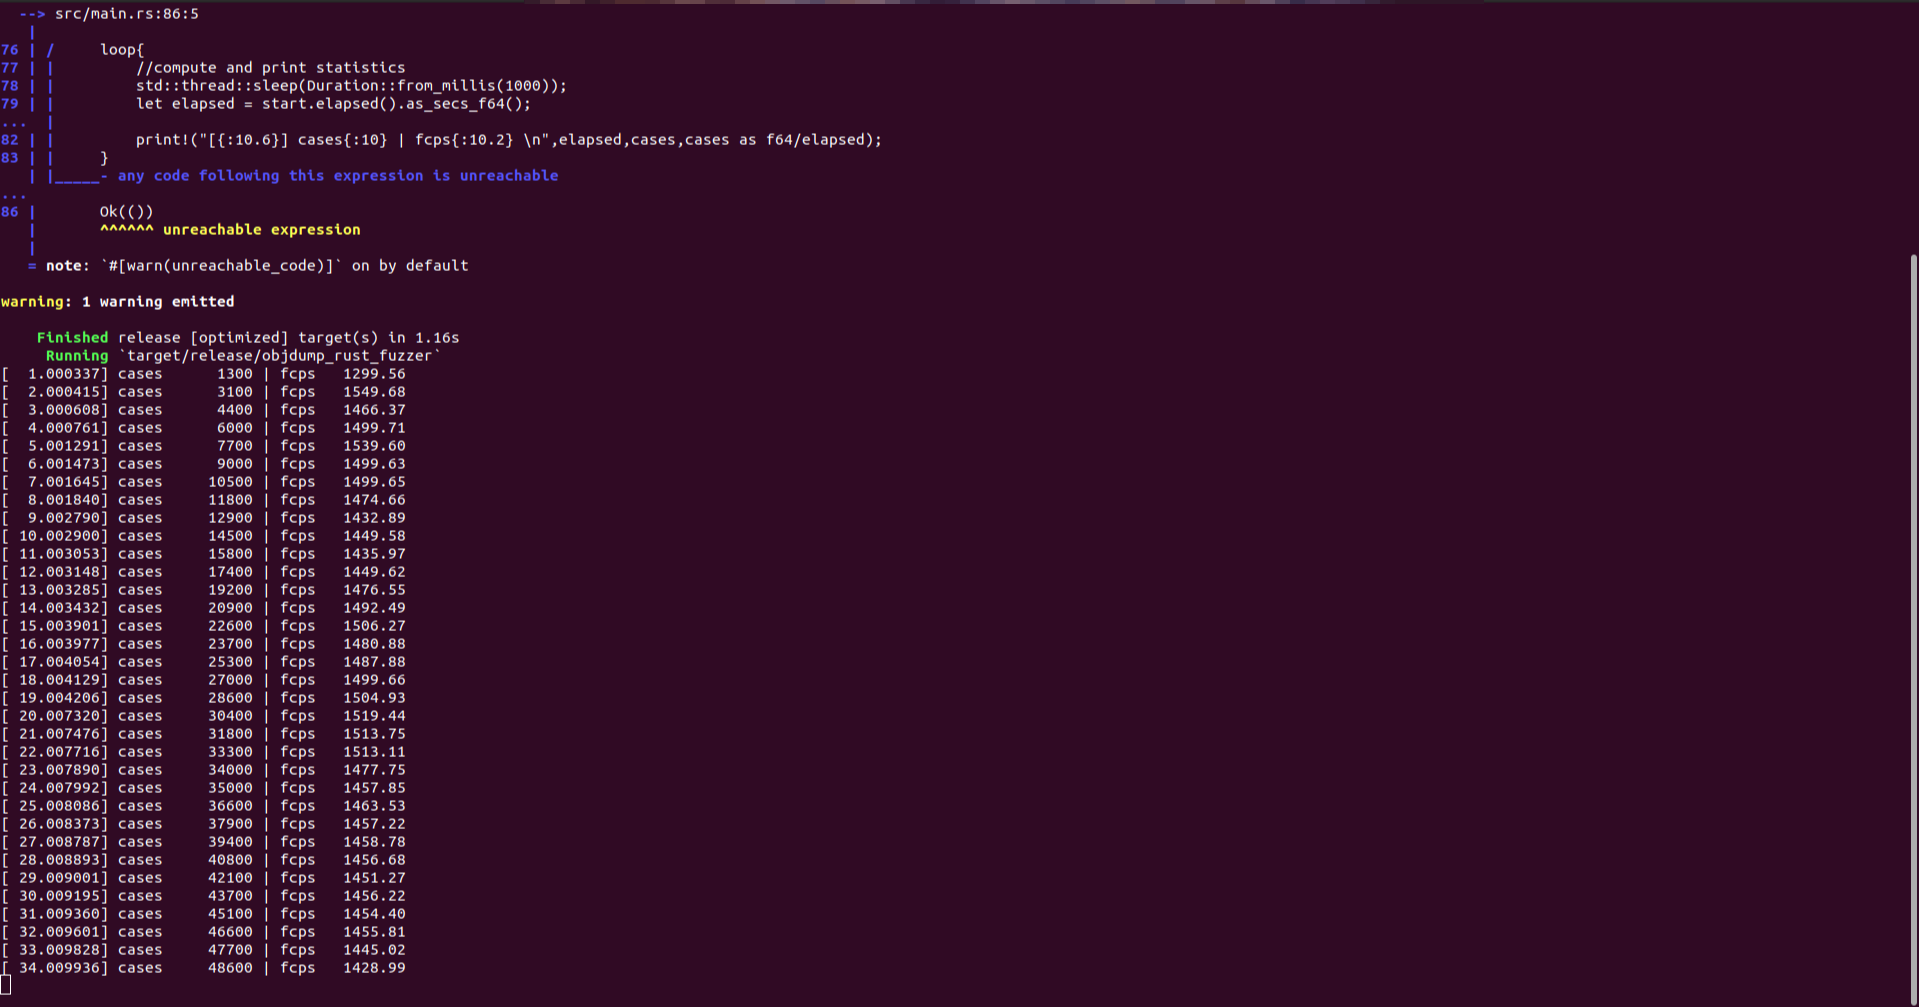 --> src/main.rs:86:5
   |
76 | /     loop{
77 | |         //compute and print statistics
78 | |         std::thread::sleep(Duration::from_millis(1000));
79 | |         let elapsed = start.elapsed().as_secs_f64();
...  |
82 | |         print!("[{:10.6}] cases{:10} | fcps{:10.2} \n",elapsed,cases,cases as f64/elapsed);
83 | |     }
   | |_____- any code following this expression is unreachable
...
86 |       Ok(())
   |       ^^^^^^ unreachable expression
   |
   = note: `#[warn(unreachable_code)]` on by default
warning: 1 warning emitted
    Finished release [optimized] target(s) in 1.16s
     Running `target/release/objdump_rust_fuzzer`
[  1.000337] cases      1300 | fcps   1299.56
[  2.000415] cases      3100 | fcps   1549.68
[  3.000608] cases      4400 | fcps   1466.37
[  4.000761] cases      6000 | fcps   1499.71
[  5.001291] cases      7700 | fcps   1539.60
[  6.001473] cases      9000 | fcps   1499.63
[  7.001645] cases     10500 | fcps   1499.65
[  8.001840] cases     11800 | fcps   1474.66
[  9.002790] cases     12900 | fcps   1432.89
[ 10.002900] cases     14500 | fcps   1449.58
[ 11.003053] cases     15800 | fcps   1435.97
[ 12.003148] cases     17400 | fcps   1449.62
[ 13.003285] cases     19200 | fcps   1476.55
[ 14.003432] cases     20900 | fcps   1492.49
[ 15.003901] cases     22600 | fcps   1506.27
[ 16.003977] cases     23700 | fcps   1480.88
[ 17.004054] cases     25300 | fcps   1487.88
[ 18.004129] cases     27000 | fcps   1499.66
[ 19.004206] cases     28600 | fcps   1504.93
[ 20.007320] cases     30400 | fcps   1519.44
[ 21.007476] cases     31800 | fcps   1513.75
[ 22.007716] cases     33300 | fcps   1513.11
[ 23.007890] cases     34000 | fcps   1477.75
[ 24.007992] cases     35000 | fcps   1457.85
[ 25.008086] cases     36600 | fcps   1463.53
[ 26.008373] cases     37900 | fcps   1457.22
[ 27.008787] cases     39400 | fcps   1458.78
[ 28.008893] cases     40800 | fcps   1456.68
[ 29.009001] cases     42100 | fcps   1451.27
[ 30.009195] cases     43700 | fcps   1456.22
[ 31.009360] cases     45100 | fcps   1454.40
[ 32.009601] cases     46600 | fcps   1455.81
[ 33.009828] cases     47700 | fcps   1445.02
[ 34.009936] cases     48600 | fcps   1428.99